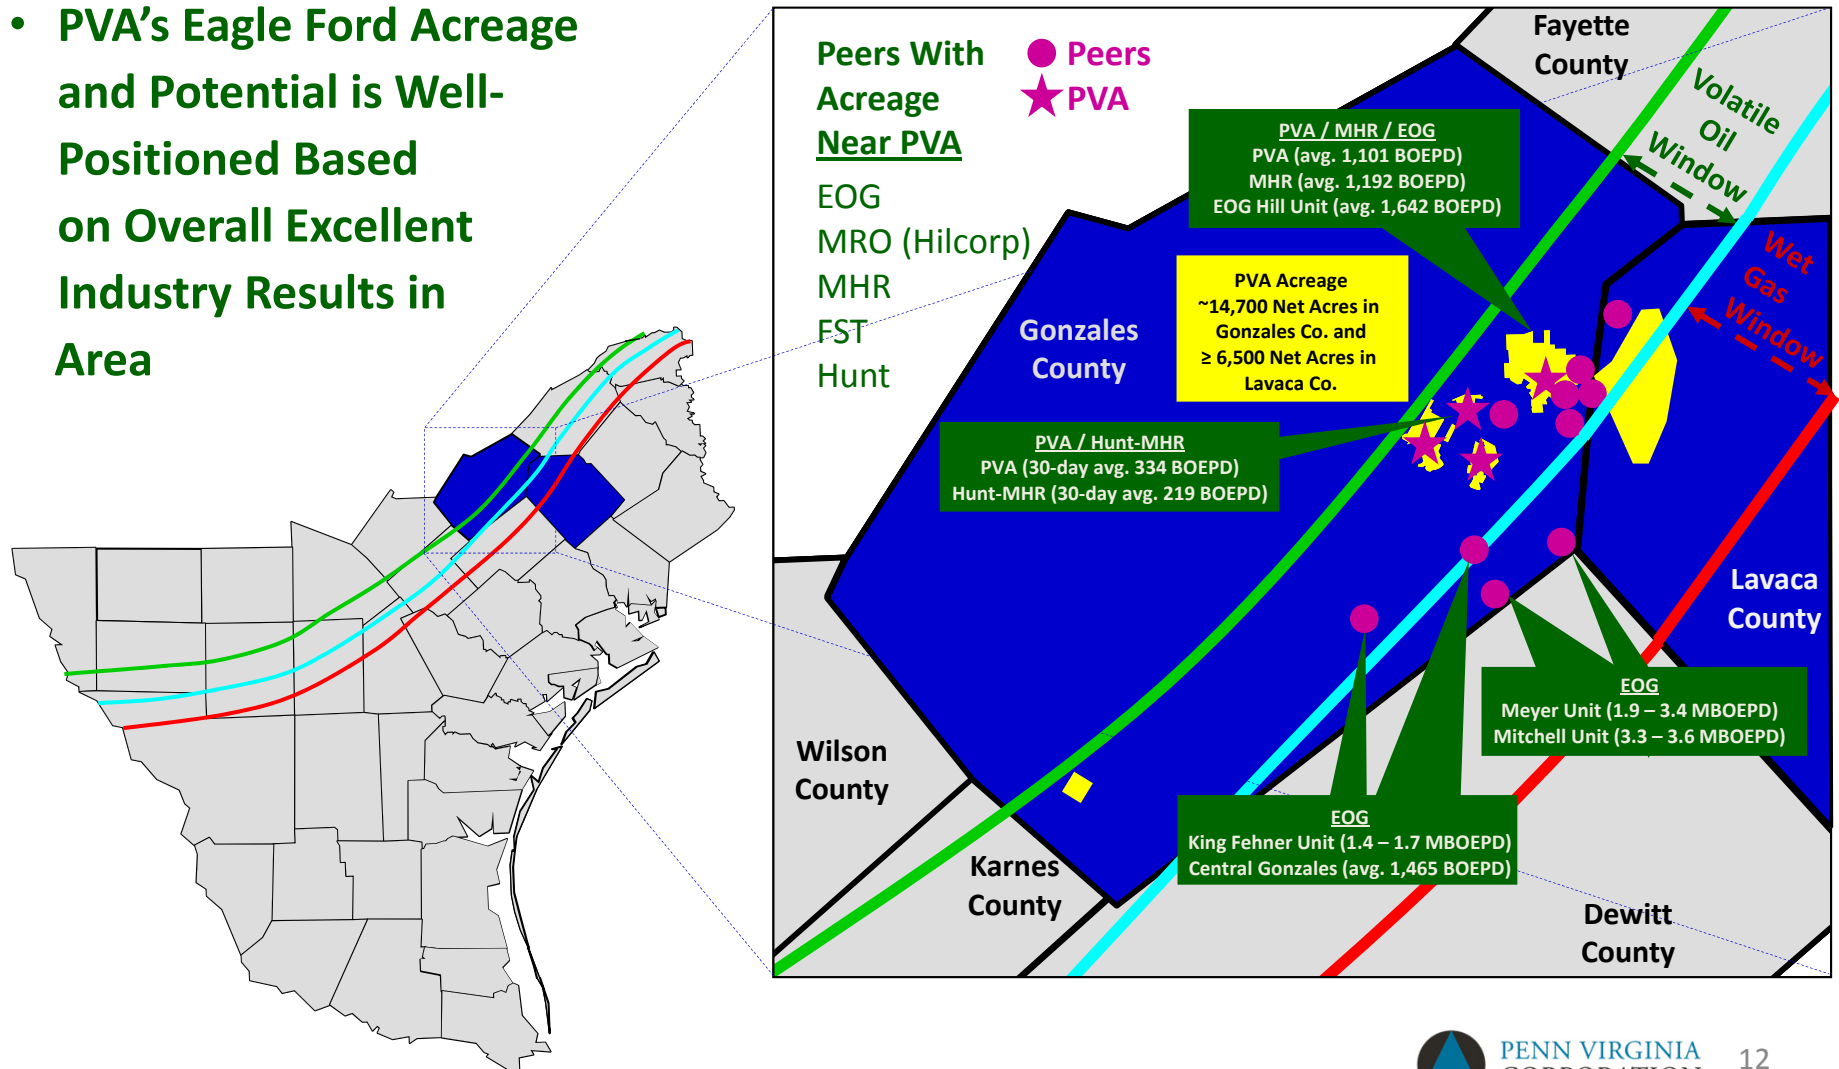 • PVA's Eagle Ford Acreage
and Potential is Well-
Positioned Based
on Overall Excellent
Industry Results in
Area
Peers With
Acreage
Near PVA
Peers
PVA
EOG
MRO (Hilcorp)
MHR
FST
Hunt
Fayette
County
Volatile
Oil
Window
Wet
Gas
Window
PVA / MHR / EOG
PVA (avg. 1,101 BOEPD)
MHR (avg. 1,192 BOEPD)
EOG Hill Unit (avg. 1,642 BOEPD)
PVA Acreage
~14,700 Net Acres in
Gonzales Co. and
≥ 6,500 Net Acres in
Lavaca Co.
Gonzales
County
PVA / Hunt-MHR
PVA (30-day avg. 334 BOEPD)
Hunt-MHR (30-day avg. 219 BOEPD)
Lavaca
County
EOG
Meyer Unit (1.9 – 3.4 MBOEPD)
Mitchell Unit (3.3 – 3.6 MBOEPD)
Wilson
County
EOG
King Fehner Unit (1.4 – 1.7 MBOEPD)
Central Gonzales (avg. 1,465 BOEPD)
Karnes
County
Dewitt
County
PENN VIRGINIA
CORPORATION
12